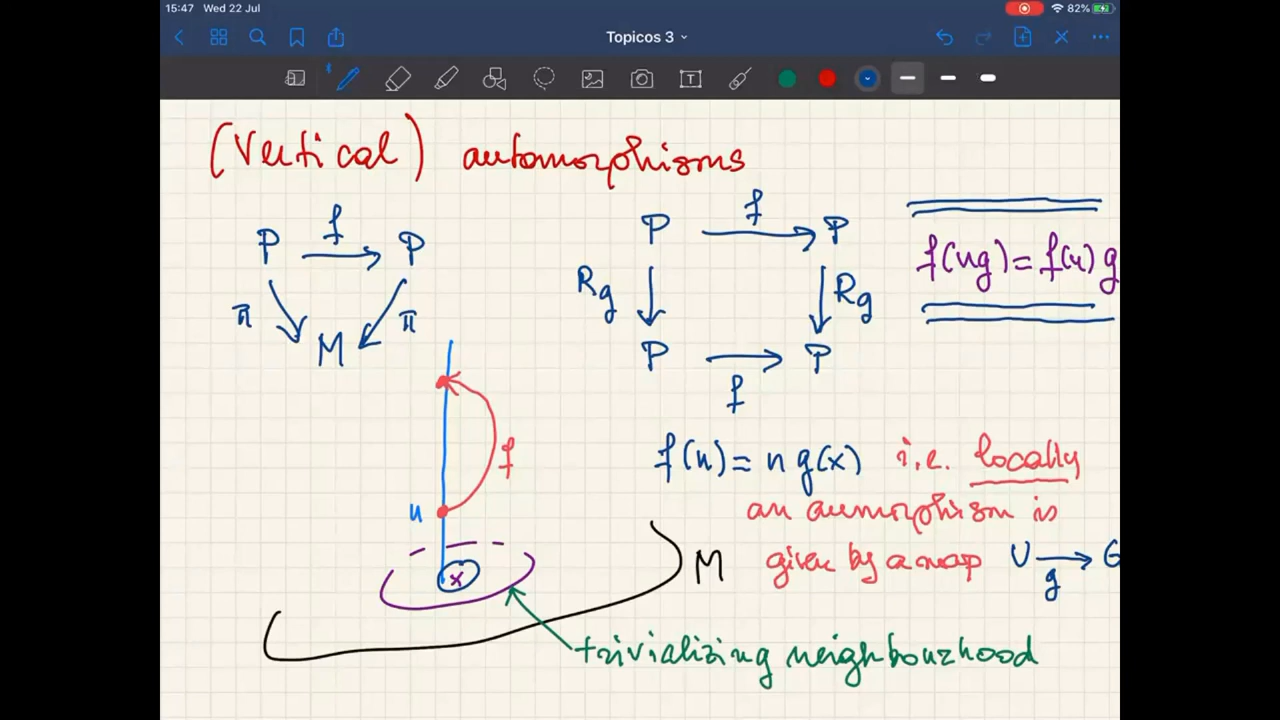 15:47 Wed 22 Jul
82%
Topicos 3
(Vertical) automorphisms
P f P
π π
M
P f P
Rg Rg
P f P
f(ug) = f(u) g
f
u
x
M
f(u) = u g(x) i.e. locally
an aumorphism is
given by a map U g G
trivializing neighbourhood